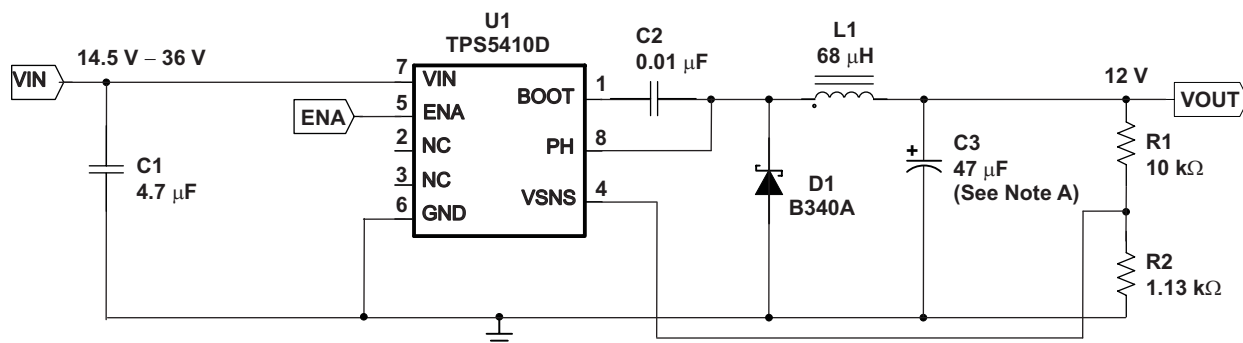 U1
TPS5410D
VIN
14.5 V – 36 V
7
VIN
ENA
5
ENA
2
NC
3
NC
6
GND
BOOT
1
PH
8
VSNS
4
C1
4.7 μF
C2
0.01 μF
L1
68 μH
D1
B340A
+
C3
47 μF
(See Note A)
12 V
VOUT
R1
10 kΩ
R2
1.13 kΩ